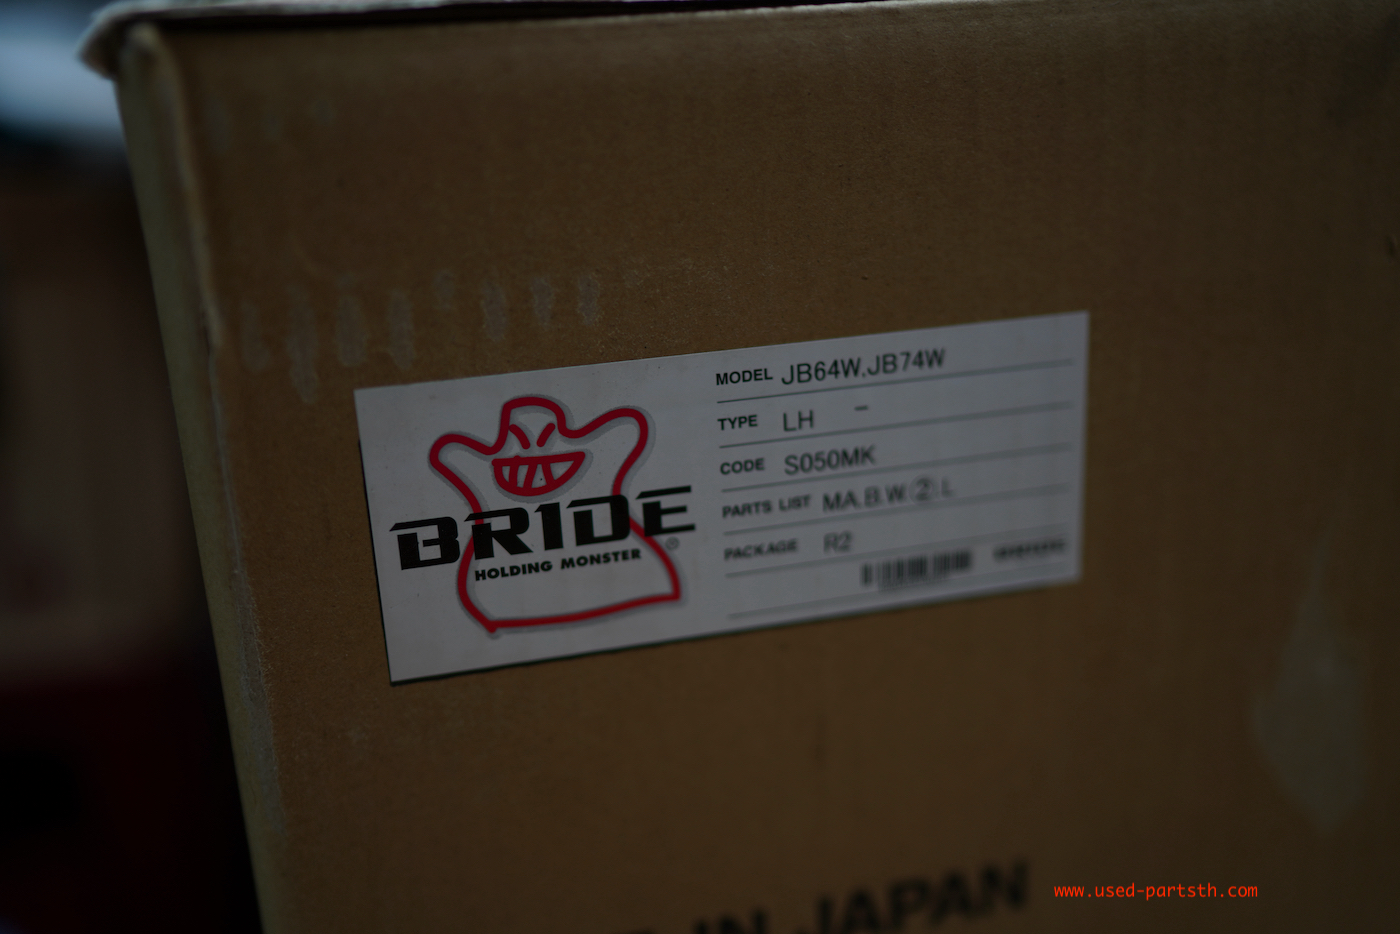 MODEL JB64W.JB74W
TYPE LH -
CODE S050MK
PARTS LIST MA.B.W.②.L
PACKAGE R2
BRIDE®
HOLDING MONSTER
IN JAPAN
www.used-partsth.com